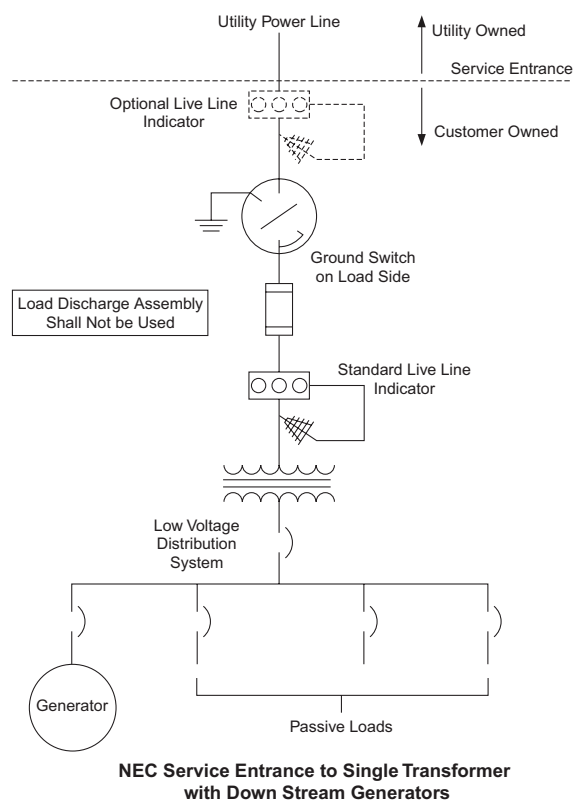 Utility Power Line
Utility Owned
Service Entrance
Optional Live Line
Indicator
Customer Owned
Ground Switch
on Load Side
Load Discharge Assembly
Shall Not be Used
Standard Live Line
Indicator
Low Voltage
Distribution
System
Generator
Passive Loads
NEC Service Entrance to Single Transformer
with Down Stream Generators